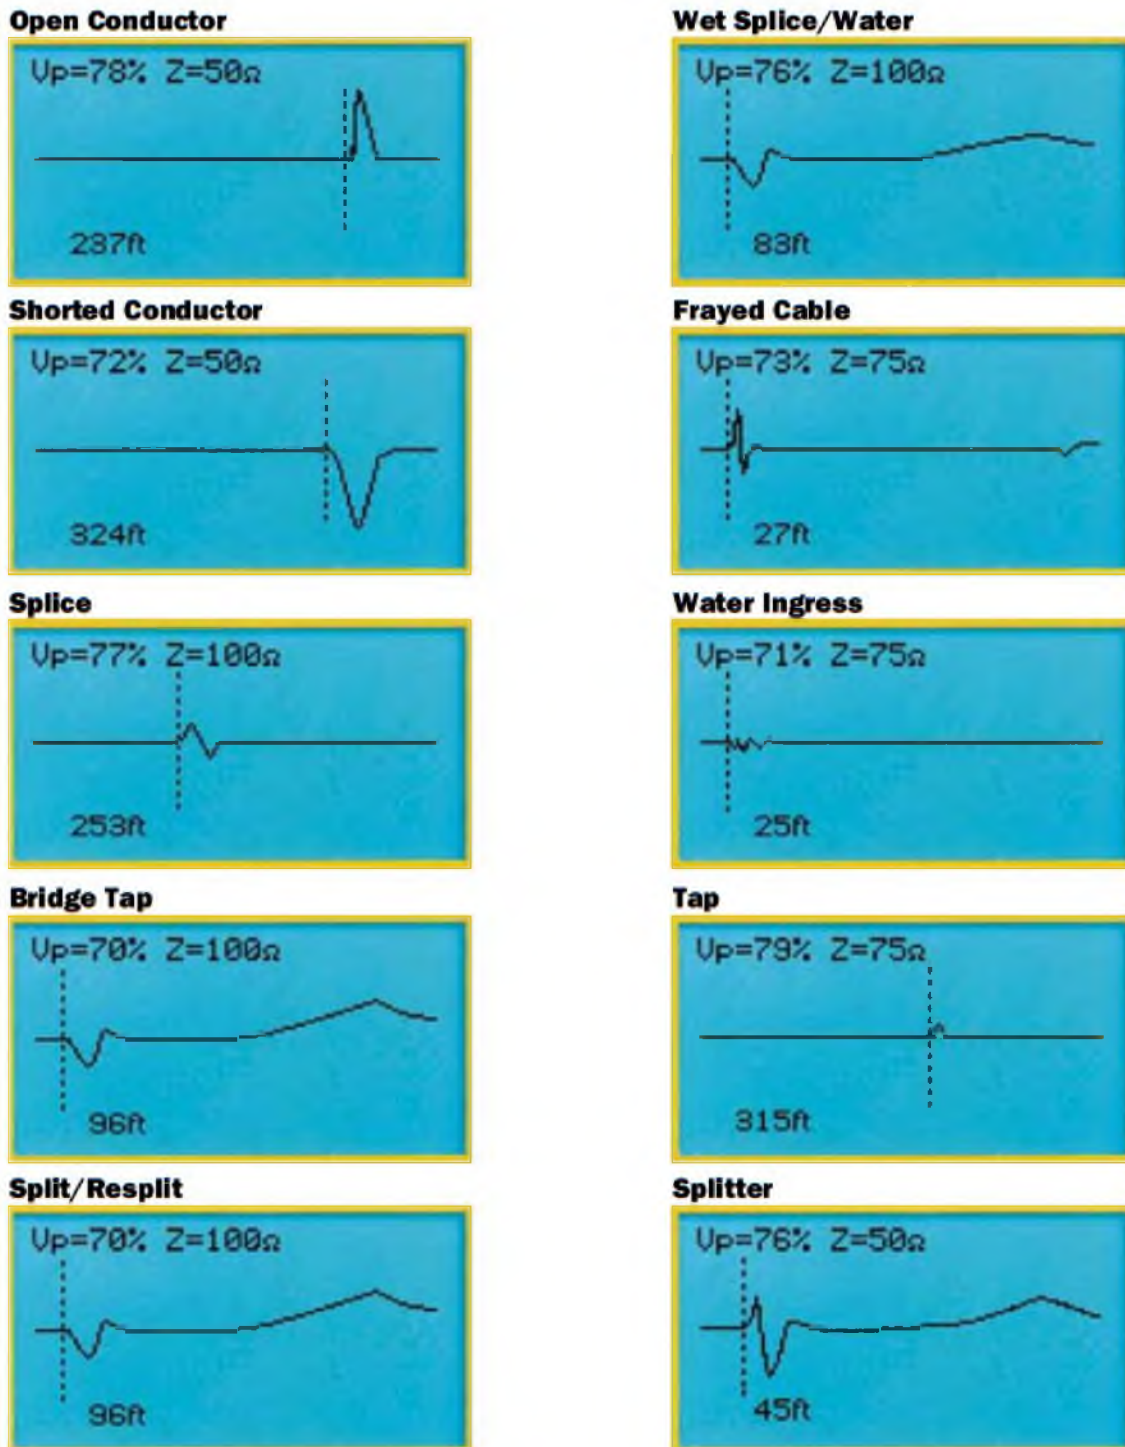 Open Conductor
Vp=78% Z=50Ω
237ft
Shorted Conductor
Vp=72% Z=50Ω
324ft
Splice
Vp=77% Z=100Ω
253ft
Bridge Tap
Vp=70% Z=100Ω
96ft
Split/Resplit
Vp=70% Z=100Ω
96ft
Wet Splice/Water
Vp=76% Z=100Ω
83ft
Frayed Cable
Vp=73% Z=75Ω
27ft
Water Ingress
Vp=71% Z=75Ω
25ft
Tap
Vp=79% Z=75Ω
315ft
Splitter
Vp=76% Z=50Ω
45ft